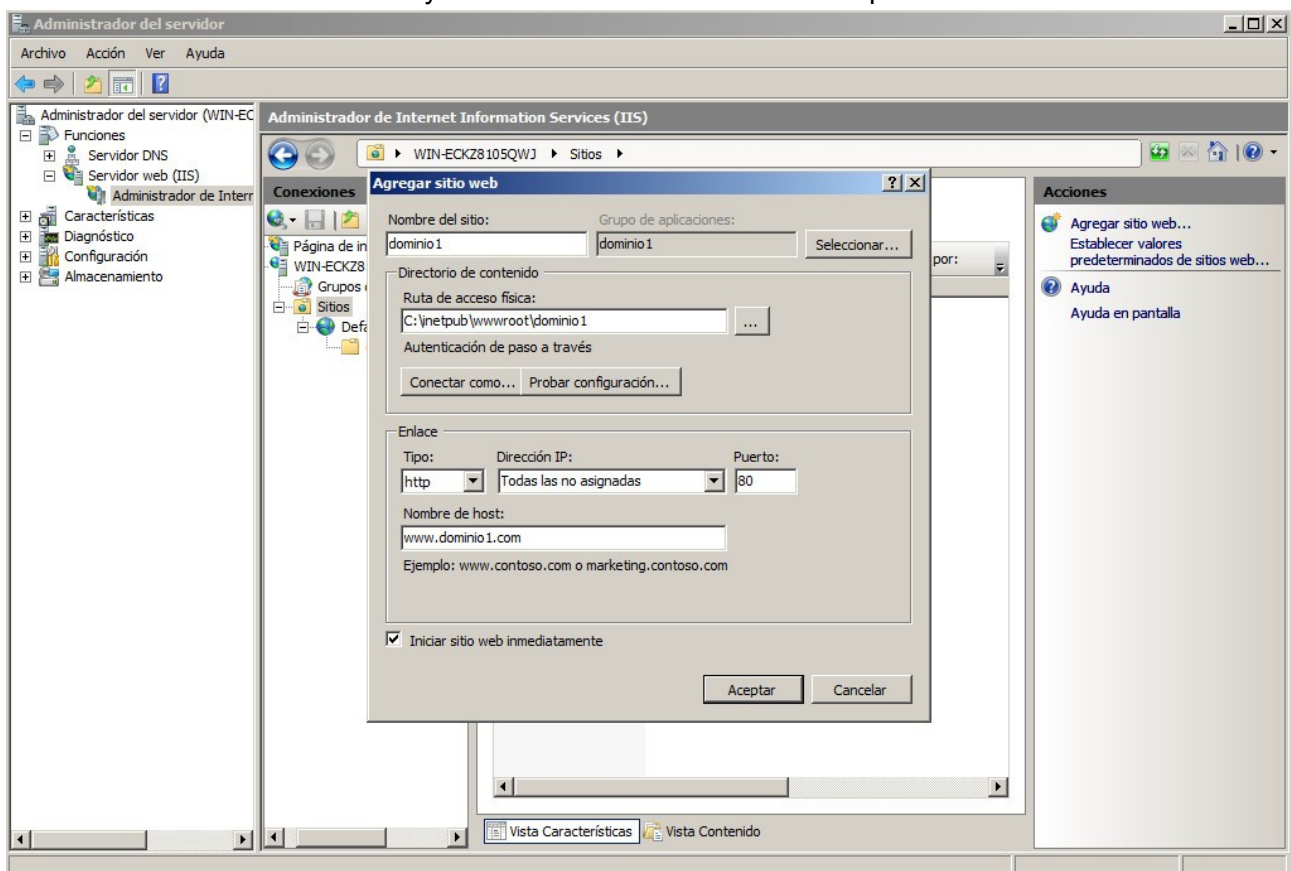 Administrador del servidor
Archivo Acción Ver Ayuda
Administrador del servidor (WIN-EC
Funciones
Servidor DNS
Servidor web (IIS)
Administrador de Interr
Características
Diagnóstico
Configuración
Almacenamiento
Administrador de Internet Information Services (IIS)
WIN-ECKZ8105QWJ Sitios
Conexiones
Página de in
WIN-ECKZ8
Grupos
Sitios
Defa
Agregar sitio web
Nombre del sitio: Grupo de aplicaciones:
dominio1 dominio1 Seleccionar...
Directorio de contenido
Ruta de acceso física:
C:\inetpub\wwwroot\dominio1 ...
Autenticación de paso a través
Conectar como... Probar configuración...
Enlace
Tipo: Dirección IP: Puerto:
http Todas las no asignadas 80
Nombre de host:
www.dominio1.com
Ejemplo: www.contoso.com o marketing.contoso.com
Iniciar sitio web inmediatamente
Aceptar Cancelar
por:
Vista Características Vista Contenido
Acciones
Agregar sitio web...
Establecer valores
predeterminados de sitios web...
Ayuda
Ayuda en pantalla